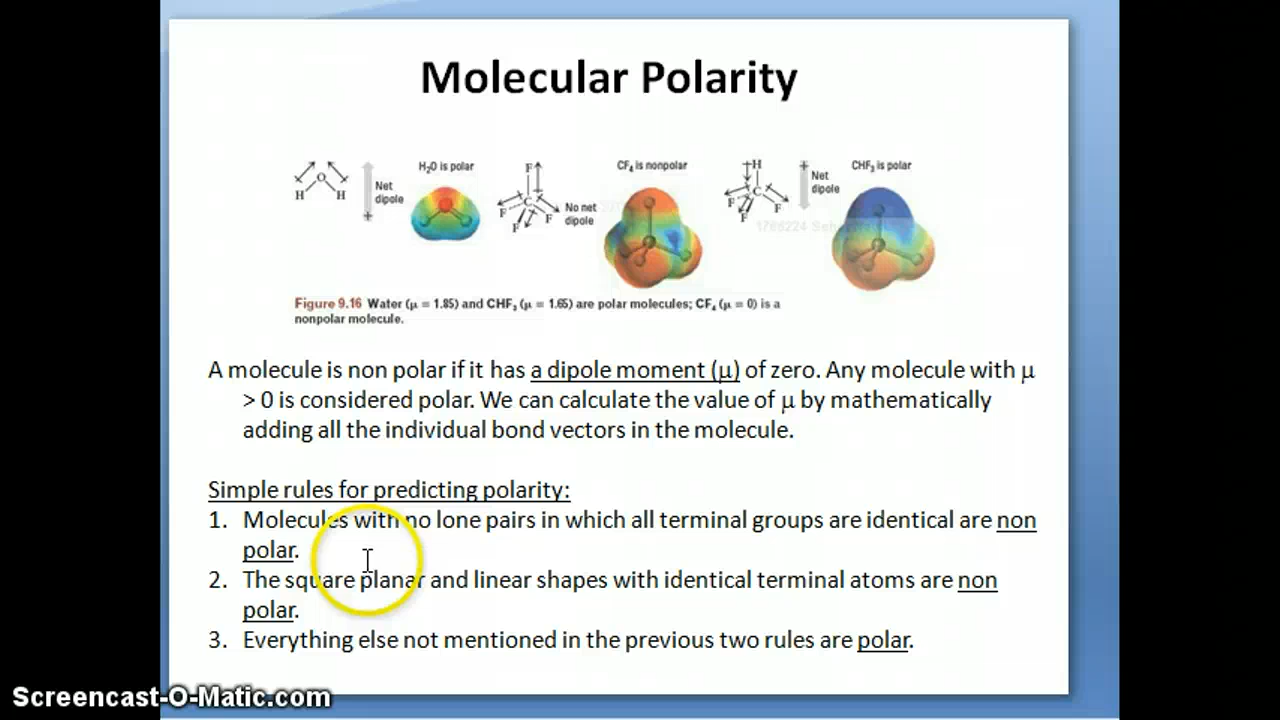 Molecular Polarity
H₂O is polar
CF₄ is nonpolar
CHF₃ is polar
O
H
H
Net
dipole
F
C
F
F
F
No net
dipole
H
C
F
F
F
Net
dipole
1786224
Figure 9.16 Water (μ = 1.85) and CHF₃ (μ = 1.65) are polar molecules; CF₄ (μ = 0) is a
nonpolar molecule.
A molecule is non polar if it has a dipole moment (μ) of zero. Any molecule with μ
> 0 is considered polar. We can calculate the value of μ by mathematically
adding all the individual bond vectors in the molecule.
Simple rules for predicting polarity:
1. Molecules with no lone pairs in which all terminal groups are identical are non
polar.
2. The square planar and linear shapes with identical terminal atoms are non
polar.
3. Everything else not mentioned in the previous two rules are polar.
Screencast-O-Matic.com